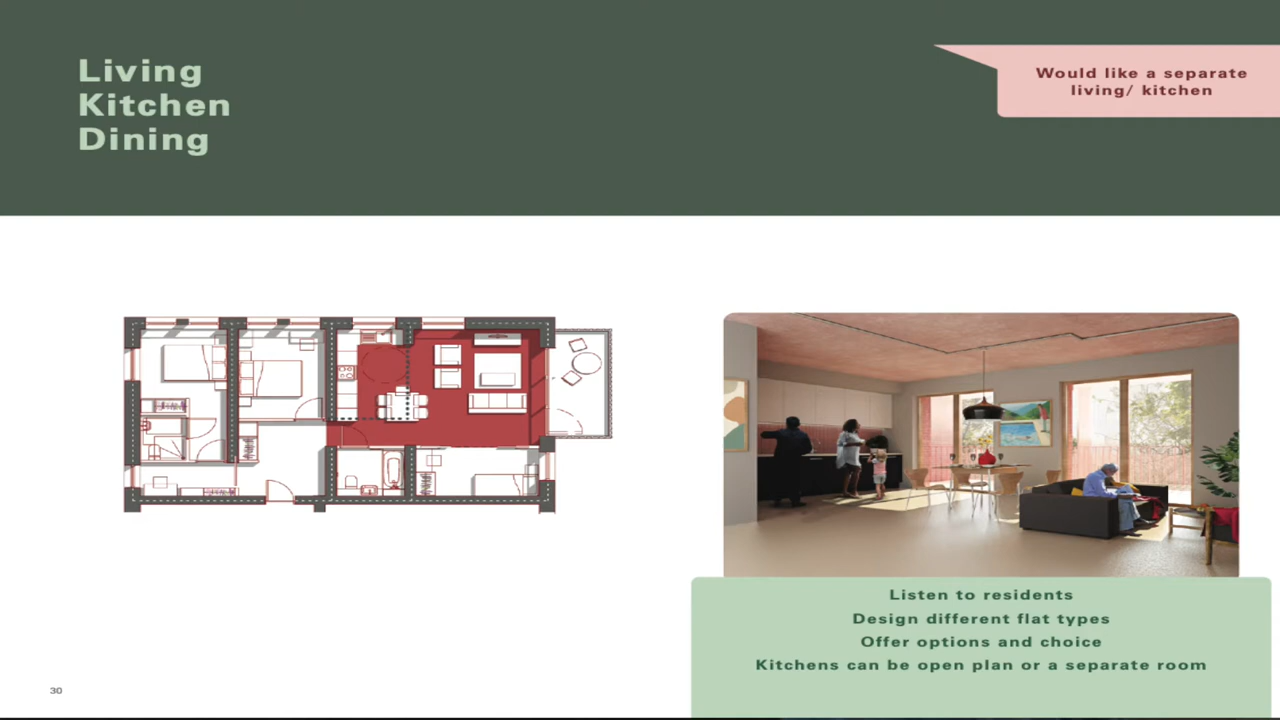 Living
Kitchen
Dining
Would like a separate
living/ kitchen
Listen to residents
Design different flat types
Offer options and choice
Kitchens can be open plan or a separate room
30